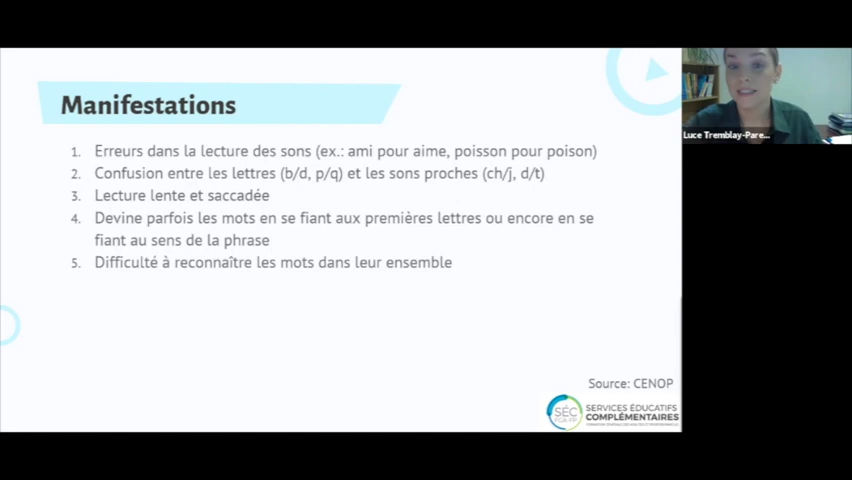 Manifestations
1. Erreurs dans la lecture des sons (ex.: ami pour aime, poisson pour poison)
2. Confusion entre les lettres (b/d, p/q) et les sons proches (ch/j, d/t)
3. Lecture lente et saccadée
4. Devine parfois les mots en se fiant aux premières lettres ou encore en se
fiant au sens de la phrase
5. Difficulté à reconnaître les mots dans leur ensemble
Luce Tremblay-Pare...
Source: CENOP
SÉC
SERVICES ÉDUCATIFS
COMPLÉMENTAIRES